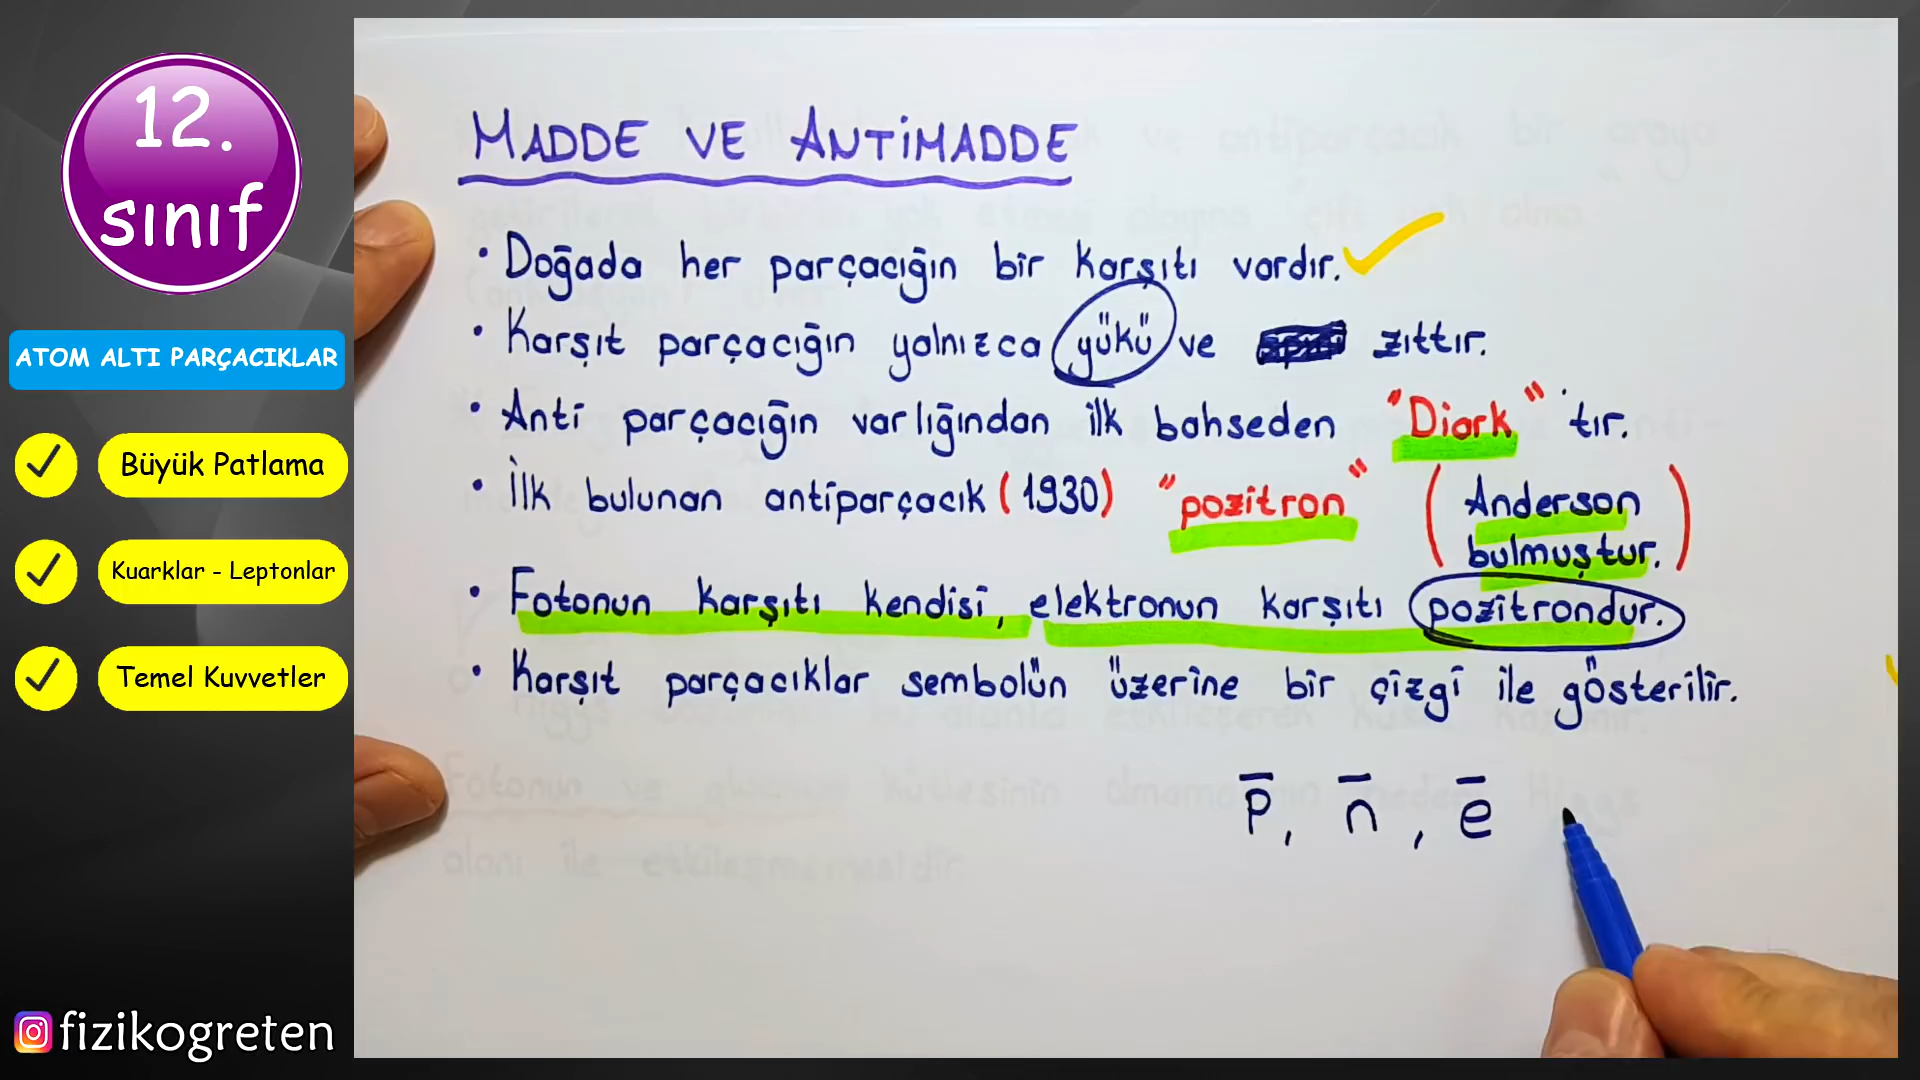 12.
sınıf
ATOM ALTI PARÇACIKLAR
Büyük Patlama
Kuarklar - Leptonlar
Temel Kuvvetler
fizikogreten
MADDE VE ANTİMADDE
• Doğada her parçacığın bir karşıtı vardır.
• Karşıt parçacığın yalnızca yükü ve zıttır.
• Anti parçacığın varlığından ilk bahseden "Diark" 'tır.
• İlk bulunan antiparçacık (1930) "pozitron" (Anderson
bulmuştur.)
• Fotonun karşıtı kendisi, elektronun karşıtı pozitrondur.
• Karşıt parçacıklar sembolün üzerine bir çizgi ile gösterilir.
p̅, n̅, e̅